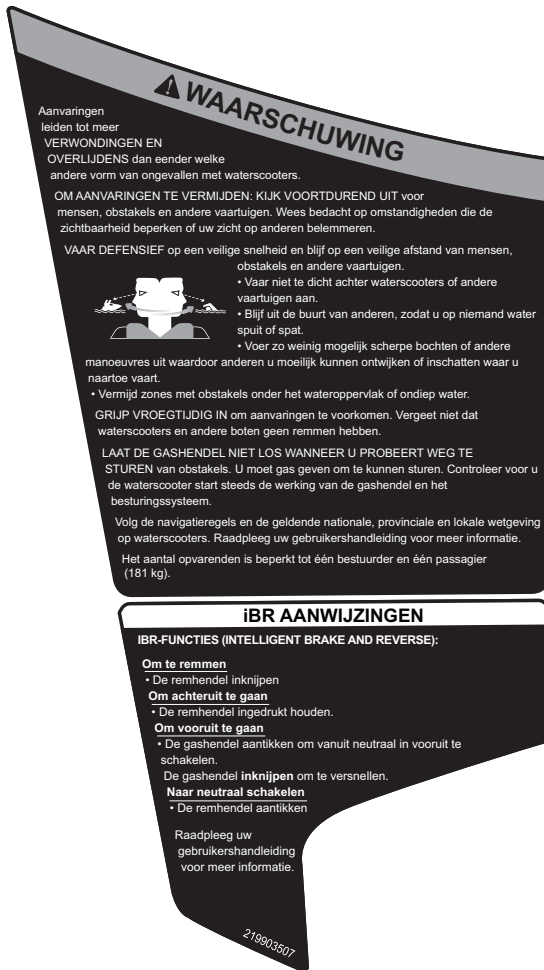 WAARSCHUWING
Aanvaringen
leiden tot meer
VERWONDINGEN EN
OVERLIJDENS dan eender welke
andere vorm van ongevallen met waterscooters.
OM AANVARINGEN TE VERMIJDEN: KIJK VOORTDUREND UIT voor
mensen, obstakels en andere vaartuigen. Wees bedacht op omstandigheden die de
zichtbaarheid beperken of uw zicht op anderen belemmeren.
VAAR DEFENSIEF op een veilige snelheid en blijf op een veilige afstand van mensen,
obstakels en andere vaartuigen.
• Vaar niet te dicht achter waterscooters of andere
vaartuigen aan.
• Blijf uit de buurt van anderen, zodat u op niemand water
spuit of spat.
• Voer zo weinig mogelijk scherpe bochten of andere
manoeuvres uit waardoor anderen u moeilijk kunnen ontwijken of inschatten waar u
naartoe vaart.
• Vermijd zones met obstakels onder het wateroppervlak of ondiep water.
GRIJP VROEGTIJDIG IN om aanvaringen te voorkomen. Vergeet niet dat
waterscooters en andere boten geen remmen hebben.
LAAT DE GASHENDEL NIET LOS WANNEER U PROBEERT WEG TE
STUREN van obstakels. U moet gas geven om te kunnen sturen. Controleer voor u
de waterscooter start steeds de werking van de gashendel en het
besturingssysteem.
Volg de navigatieregels en de geldende nationale, provinciale en lokale wetgeving
op waterscooters. Raadpleeg uw gebruikershandleiding voor meer informatie.
Het aantal opvarenden is beperkt tot één bestuurder en één passagier
(181 kg).
iBR AANWIJZINGEN
IBR-FUNCTIES (INTELLIGENT BRAKE AND REVERSE):
Om te remmen
• De remhendel inknijpen
Om achteruit te gaan
• De remhendel ingedrukt houden.
Om vooruit te gaan
• De gashendel aantikken om vanuit neutraal in vooruit te
schakelen.
De gashendel inknijpen om te versnellen.
Naar neutraal schakelen
• De remhendel aantikken
Raadpleeg uw
gebruikershandleiding
voor meer informatie.
219903507